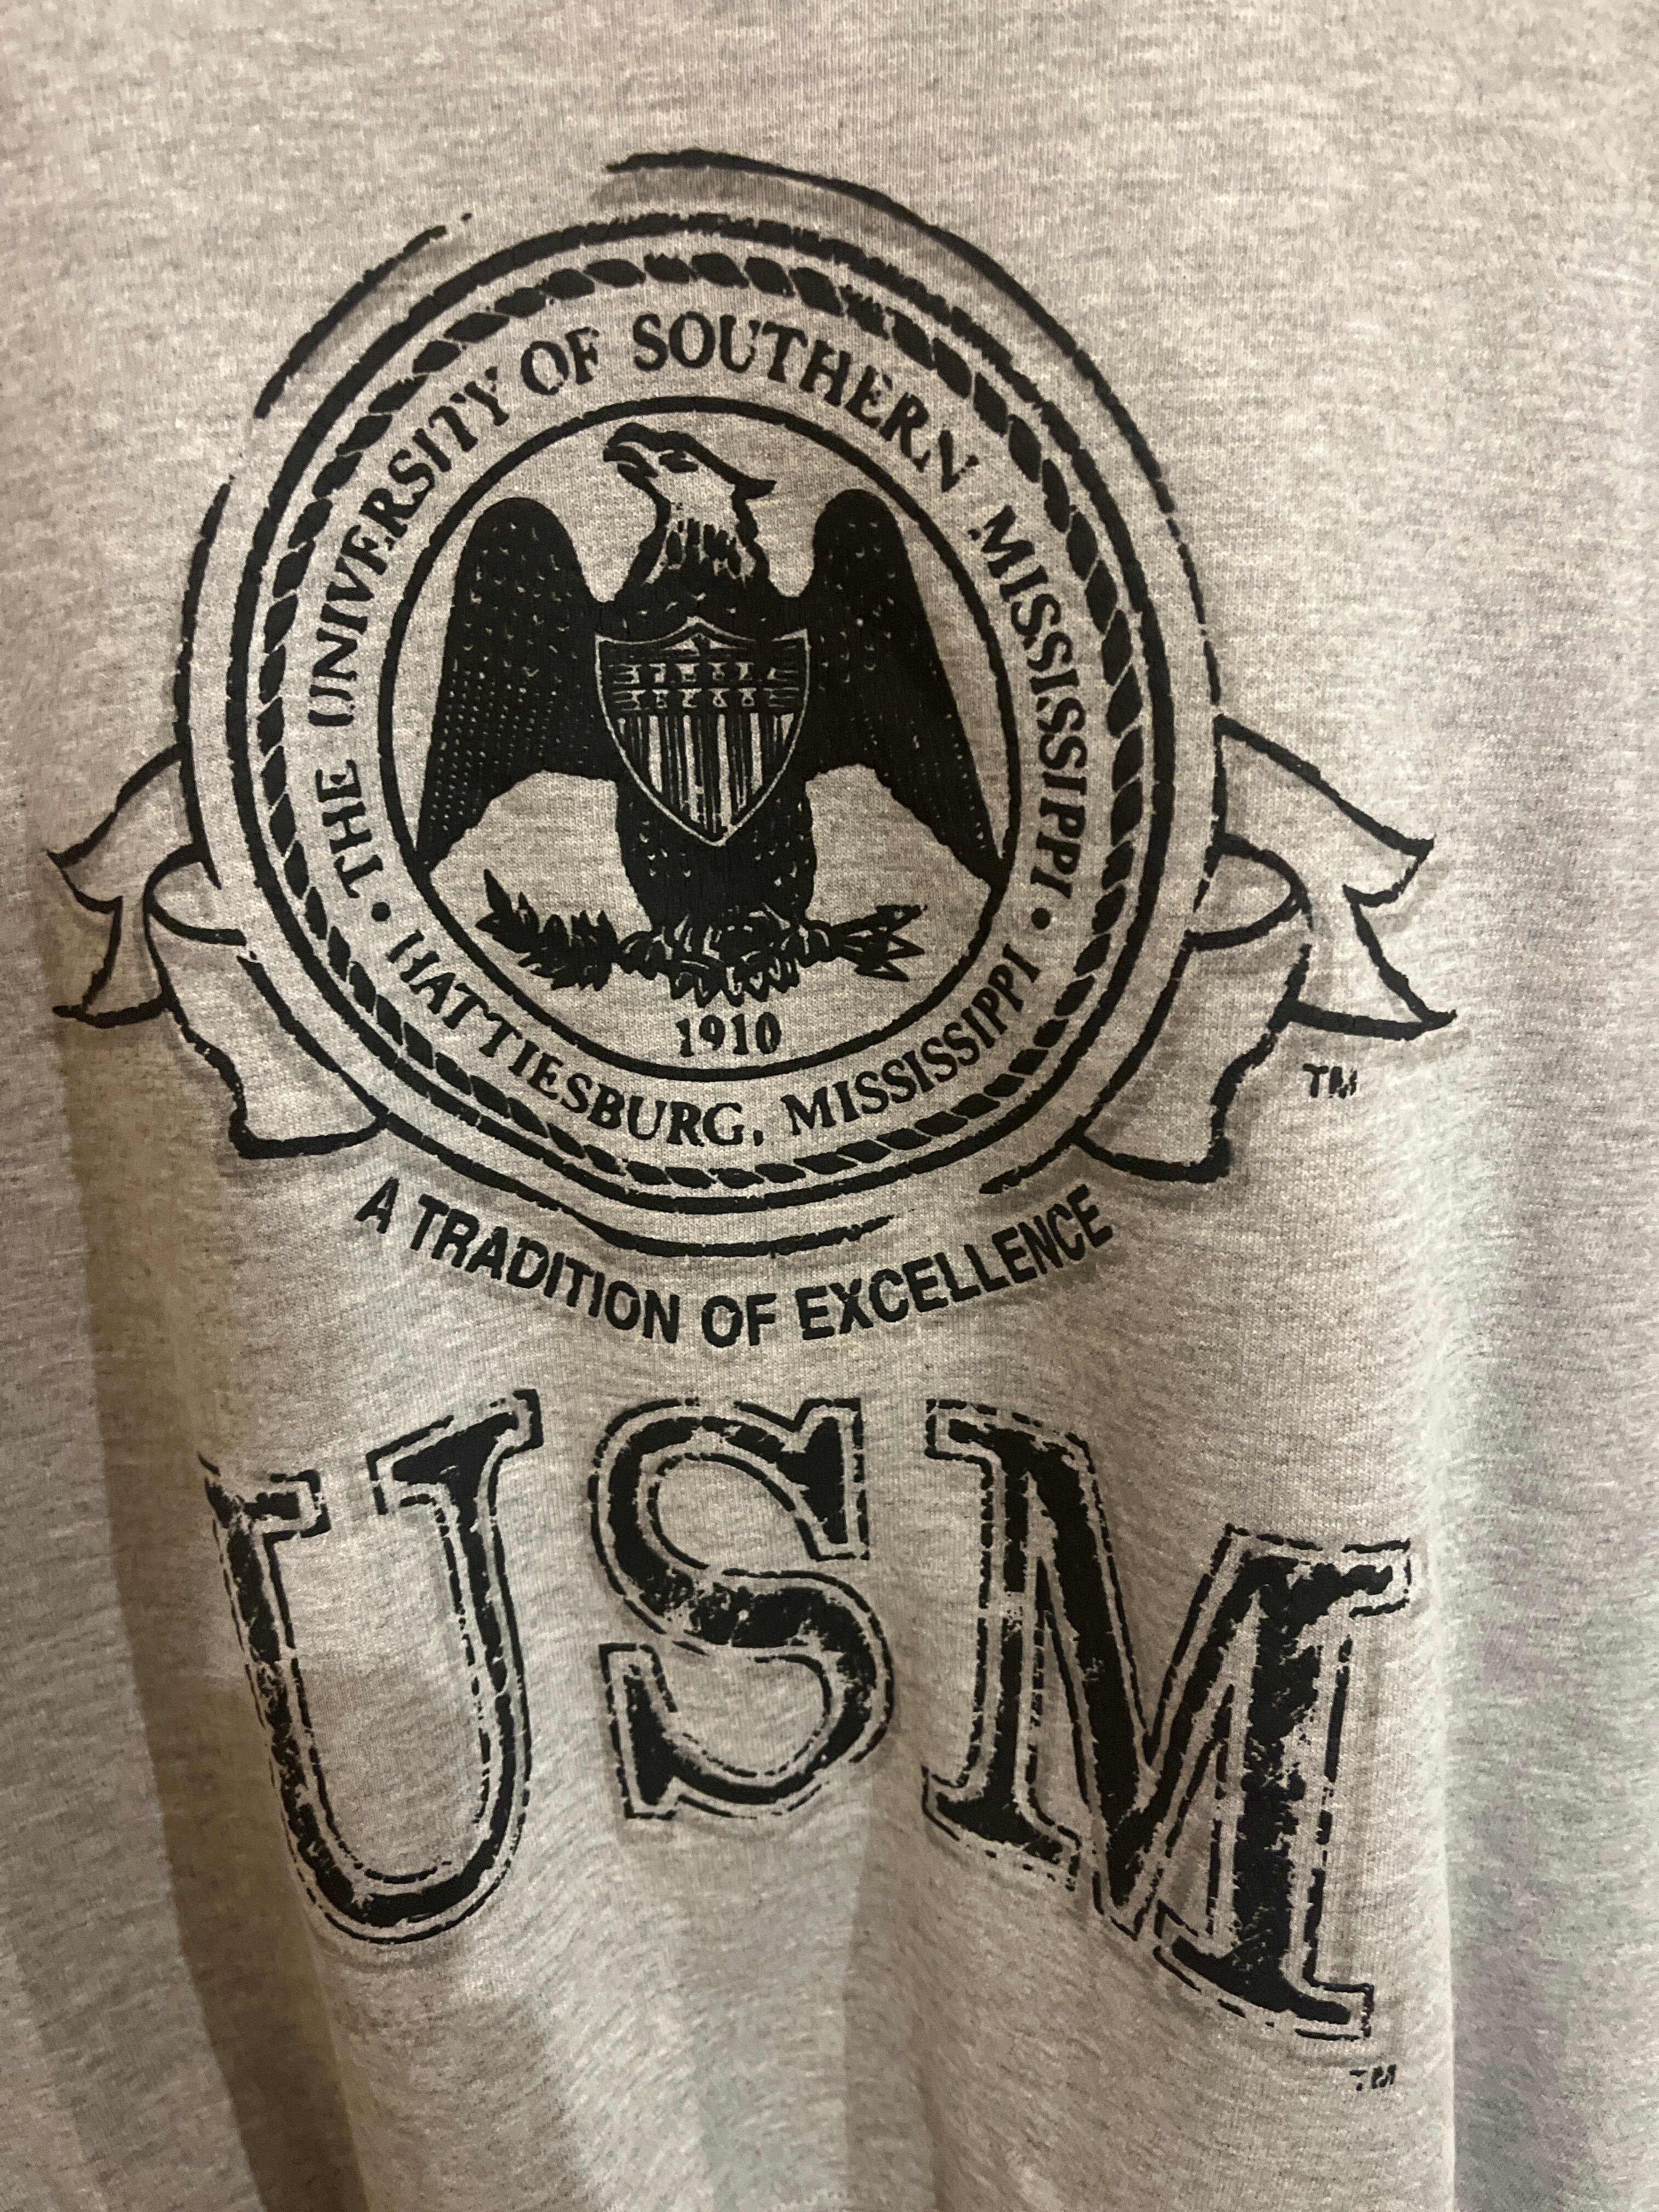 THE UNIVERSITY OF SOUTHERN MISSISSIPPI
1910
• HATTIESBURG, MISSISSIPPI •
TM
A TRADITION OF EXCELLENCE
USM
TM